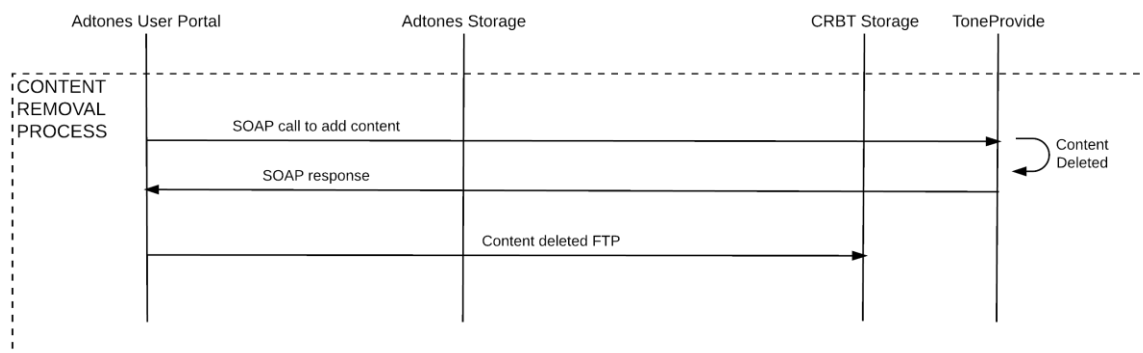 Adtones User Portal
Adtones Storage
CRBT Storage
ToneProvide
CONTENT
REMOVAL
PROCESS
SOAP call to add content
Content
Deleted
SOAP response
Content deleted FTP